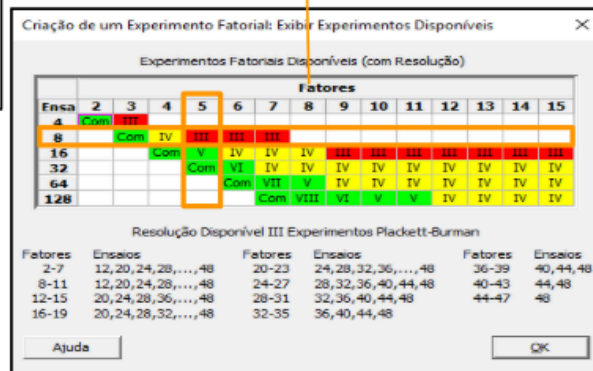 Criação de um Experimento Fatorial: Exibir Experimentos Disponíveis
Experimentos Fatoriais Disponíveis (com Resolução)
Fatores
Ensa 2 3 4 5 6 7 8 9 10 11 12 13 14 15
4 Com III
8 Com IV III III III
16 Com V IV IV IV III III III III III III III
32 Com VI IV IV IV IV IV IV IV IV IV
64 Com VII V IV IV IV IV IV IV IV
128 Com VIII VI V V IV IV IV IV
Resolução Disponível III Experimentos Plackett-Burman
Fatores Ensaios Fatores Ensaios Fatores Ensaios
2-7 12,20,24,28,...,48 20-23 24,28,32,36,...,48 36-39 40,44,48
8-11 12,20,24,28,...,48 24-27 28,32,36,40,44,48 40-43 44,48
12-15 20,24,28,36,...,48 28-31 32,36,40,44,48 44-47 48
16-19 20,24,28,32,...,48 32-35 36,40,44,48
Ajuda OK